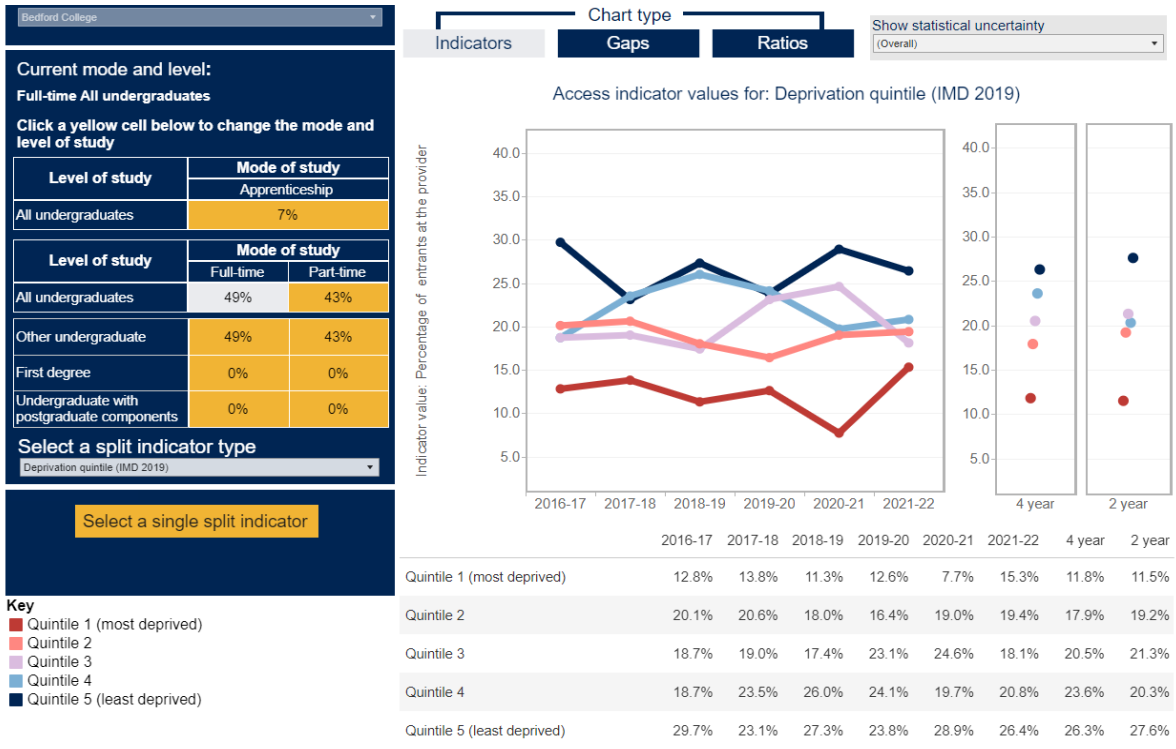 Bedford College
Current mode and level:
Full-time All undergraduates
Click a yellow cell below to change the mode and
level of study
Level of study
Mode of study
Apprenticeship
All undergraduates
7%
Level of study
Mode of study
Full-time Part-time
All undergraduates 49% 43%
Other undergraduate 49% 43%
First degree 0% 0%
Undergraduate with
postgraduate components
0% 0%
Select a split indicator type
Deprivation quintile (IMD 2019)
Select a single split indicator
Key
Quintile 1 (most deprived)
Quintile 2
Quintile 3
Quintile 4
Quintile 5 (least deprived)
Chart type
Indicators Gaps Ratios
Show statistical uncertainty
(Overall)
Access indicator values for: Deprivation quintile (IMD 2019)
Indicator value: Percentage of entrants at the provider
40.0
35.0
30.0
25.0
20.0
15.0
10.0
5.0
2016-17 2017-18 2018-19 2019-20 2020-21 2021-22
40.0
35.0
30.0
25.0
20.0
15.0
10.0
5.0
4 year 2 year
2016-17 2017-18 2018-19 2019-20 2020-21 2021-22 4 year 2 year
Quintile 1 (most deprived) 12.8% 13.8% 11.3% 12.6% 7.7% 15.3% 11.8% 11.5%
Quintile 2 20.1% 20.6% 18.0% 16.4% 19.0% 19.4% 17.9% 19.2%
Quintile 3 18.7% 19.0% 17.4% 23.1% 24.6% 18.1% 20.5% 21.3%
Quintile 4 18.7% 23.5% 26.0% 24.1% 19.7% 20.8% 23.6% 20.3%
Quintile 5 (least deprived) 29.7% 23.1% 27.3% 23.8% 28.9% 26.4% 26.3% 27.6%